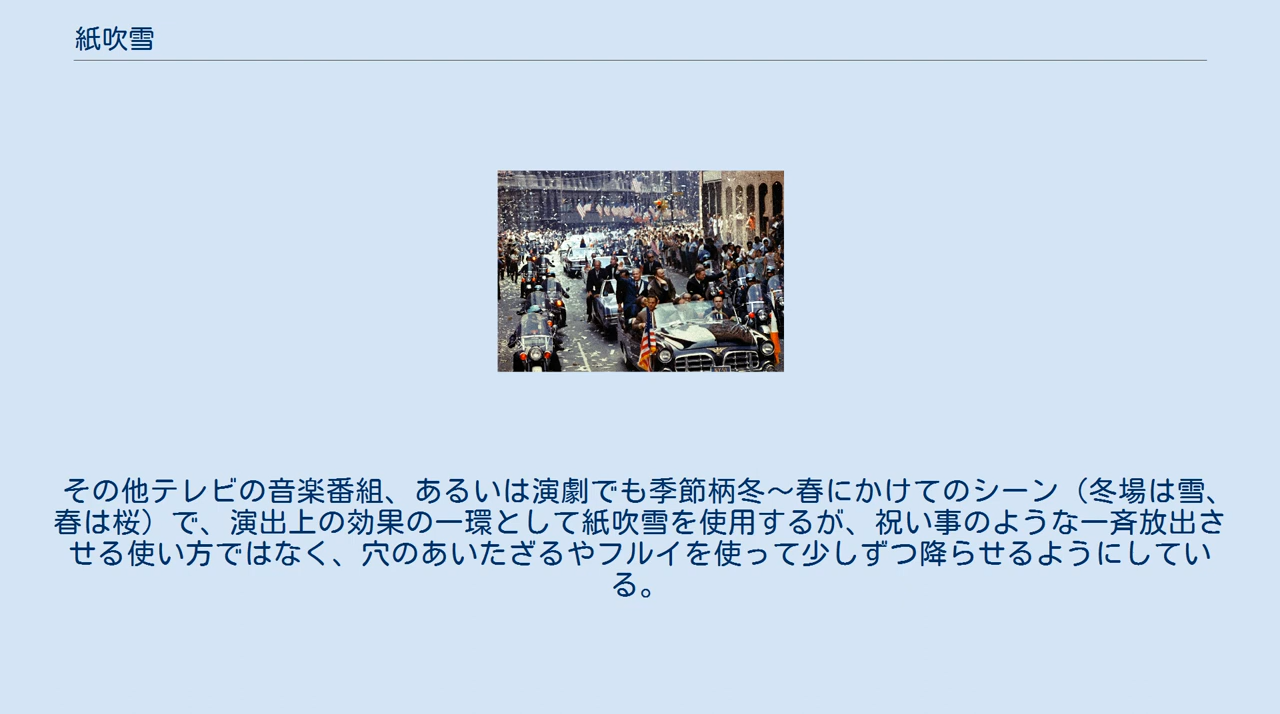 紙吹雪
その他テレビの音楽番組、あるいは演劇でも季節柄冬～春にかけてのシーン（冬場は雪、
春は桜）で、演出上の効果の一環として紙吹雪を使用するが、祝い事のような一斉放出さ
せる使い方ではなく、穴のあいたざるやフルイを使って少しずつ降らせるようにしてい
る。